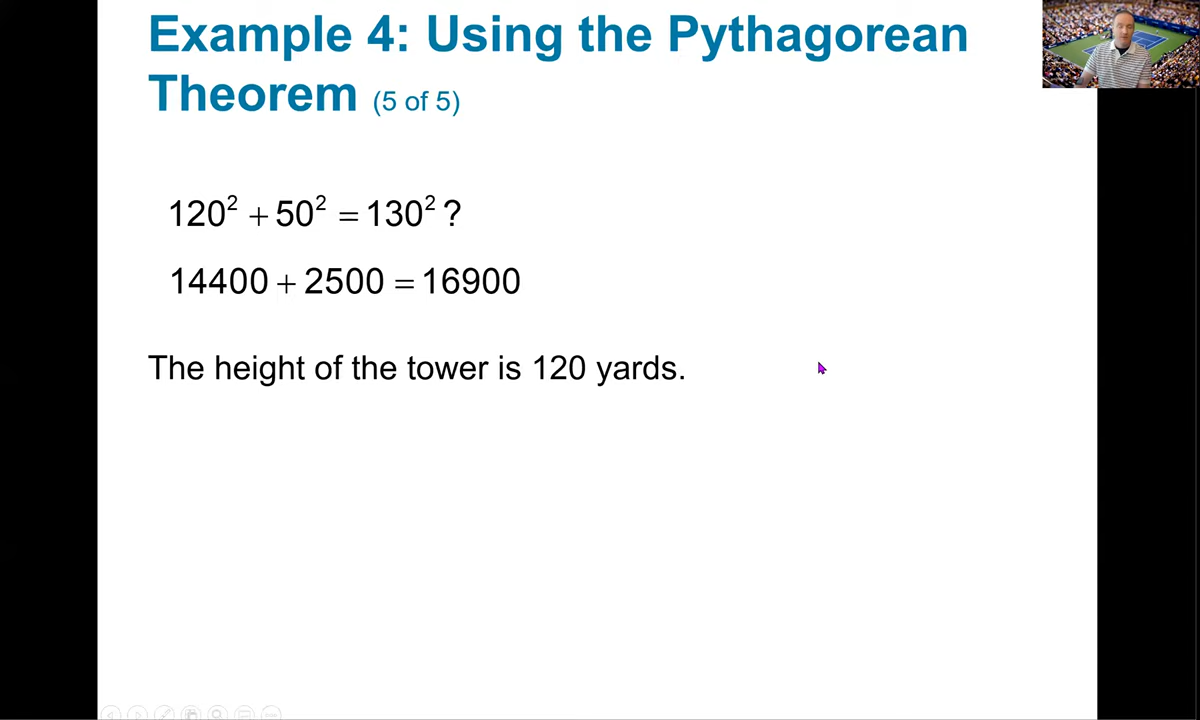 Example 4: Using the Pythagorean
Theorem (5 of 5)
120² + 50² = 130² ?
14400 + 2500 = 16900
The height of the tower is 120 yards.